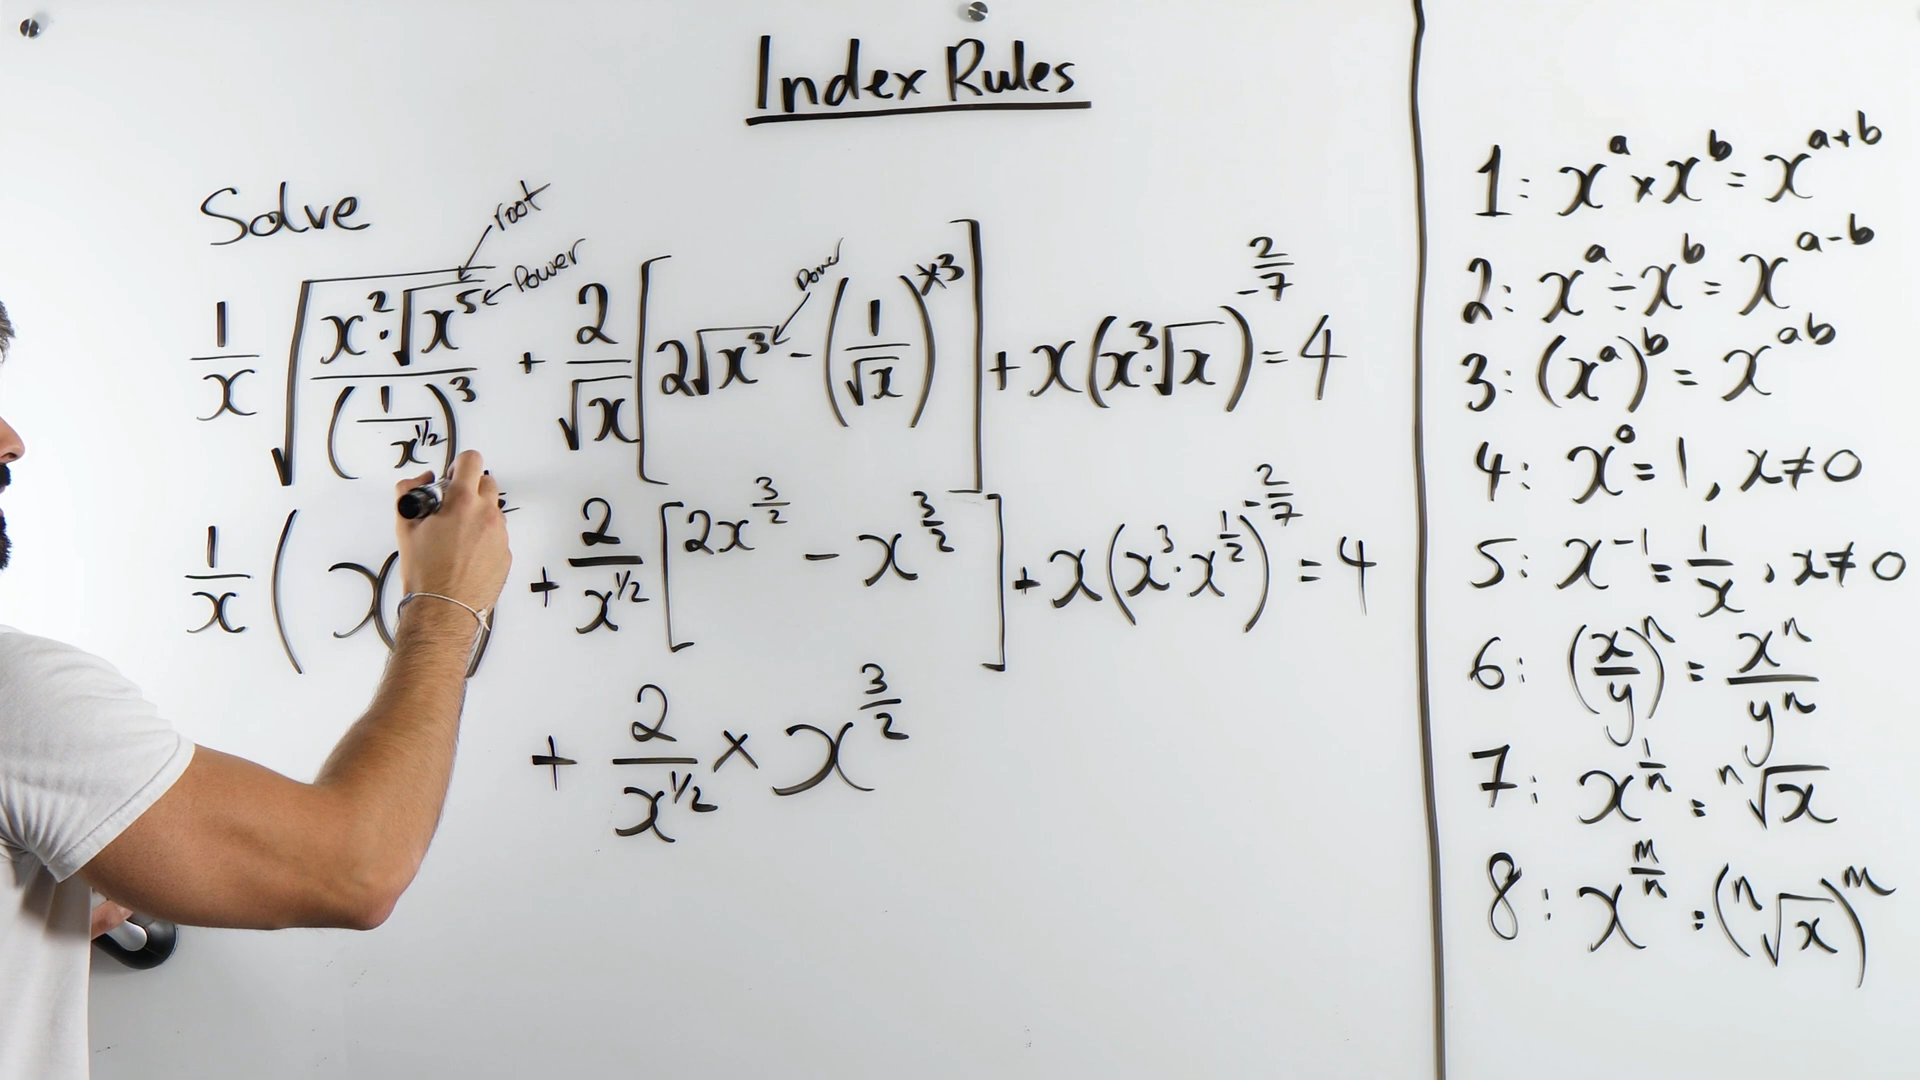 Index Rules
Solve
root
Power
Power
1/x √(x²·√x⁵ / (1/x^(1/2))³) + 2/√x [2√x³ - (1/√x)^(×3)] + x(x³·√x)^(-2/7) = 4
1/x ( x + 2/x^(1/2) [2x^(3/2) - x^(3/2)] + x(x³·x^(1/2))^(-2/7) = 4
+ 2/x^(1/2) × x^(3/2)
1: x^a × x^b = x^(a+b)
2: x^a ÷ x^b = x^(a-b)
3: (x^a)^b = x^(ab)
4: x⁰ = 1, x ≠ 0
5: x⁻¹ = 1/x, x ≠ 0
6: (x/y)^n = x^n/y^n
7: x^(1/n) = ⁿ√x
8: x^(m/n) = (ⁿ√x)^m